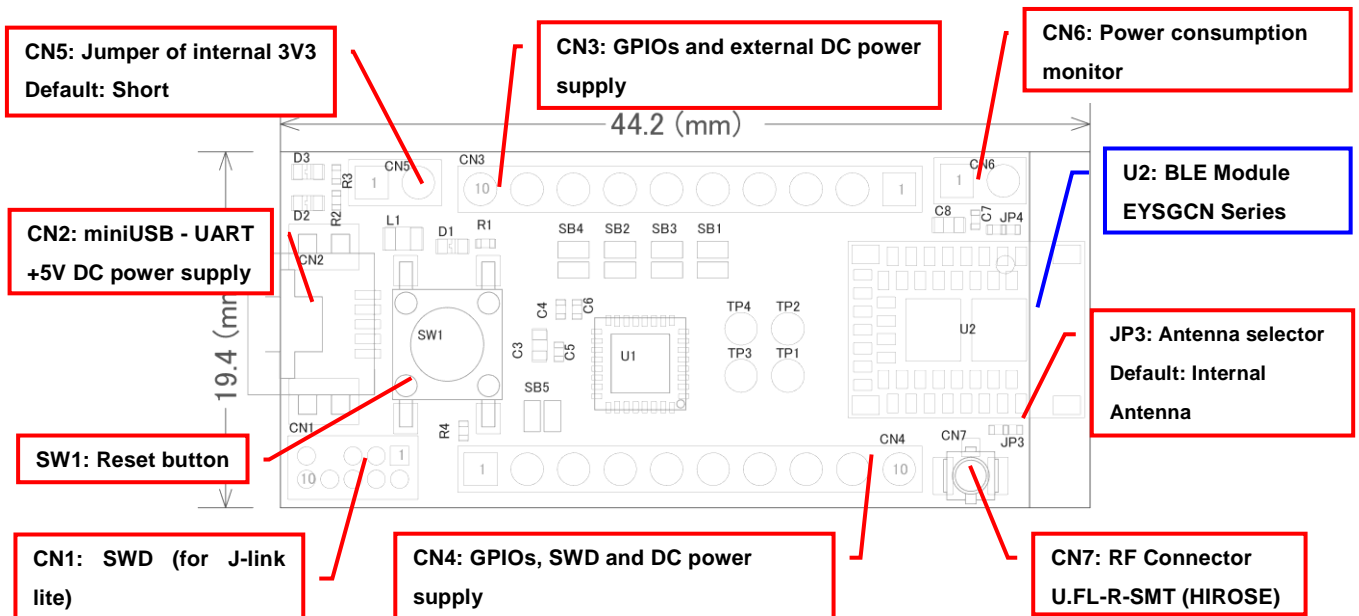 CN5: Jumper of internal 3V3
Default: Short
CN3: GPIOs and external DC power
supply
CN6: Power consumption
monitor
44.2 (mm)
D3
R3
1
CN5
CN3
10
1
1
CN6
U2: BLE Module
EYSGCN Series
D2
R2
L1
D1
R1
SB4
SB2
SB3
SB1
C8
C7
JP4
CN2: miniUSB - UART
+5V DC power supply
CN2
C4
C6
TP4
TP2
SW1
U1
U2
C3
C5
TP3
TP1
JP3: Antenna selector
Default: Internal
Antenna
19.4 (mm
SB5
CN1
R4
CN4
CN7
JP3
SW1: Reset button
1
10
1
10
CN1: SWD (for J-link
lite)
CN4: GPIOs, SWD and DC power
supply
CN7: RF Connector
U.FL-R-SMT (HIROSE)